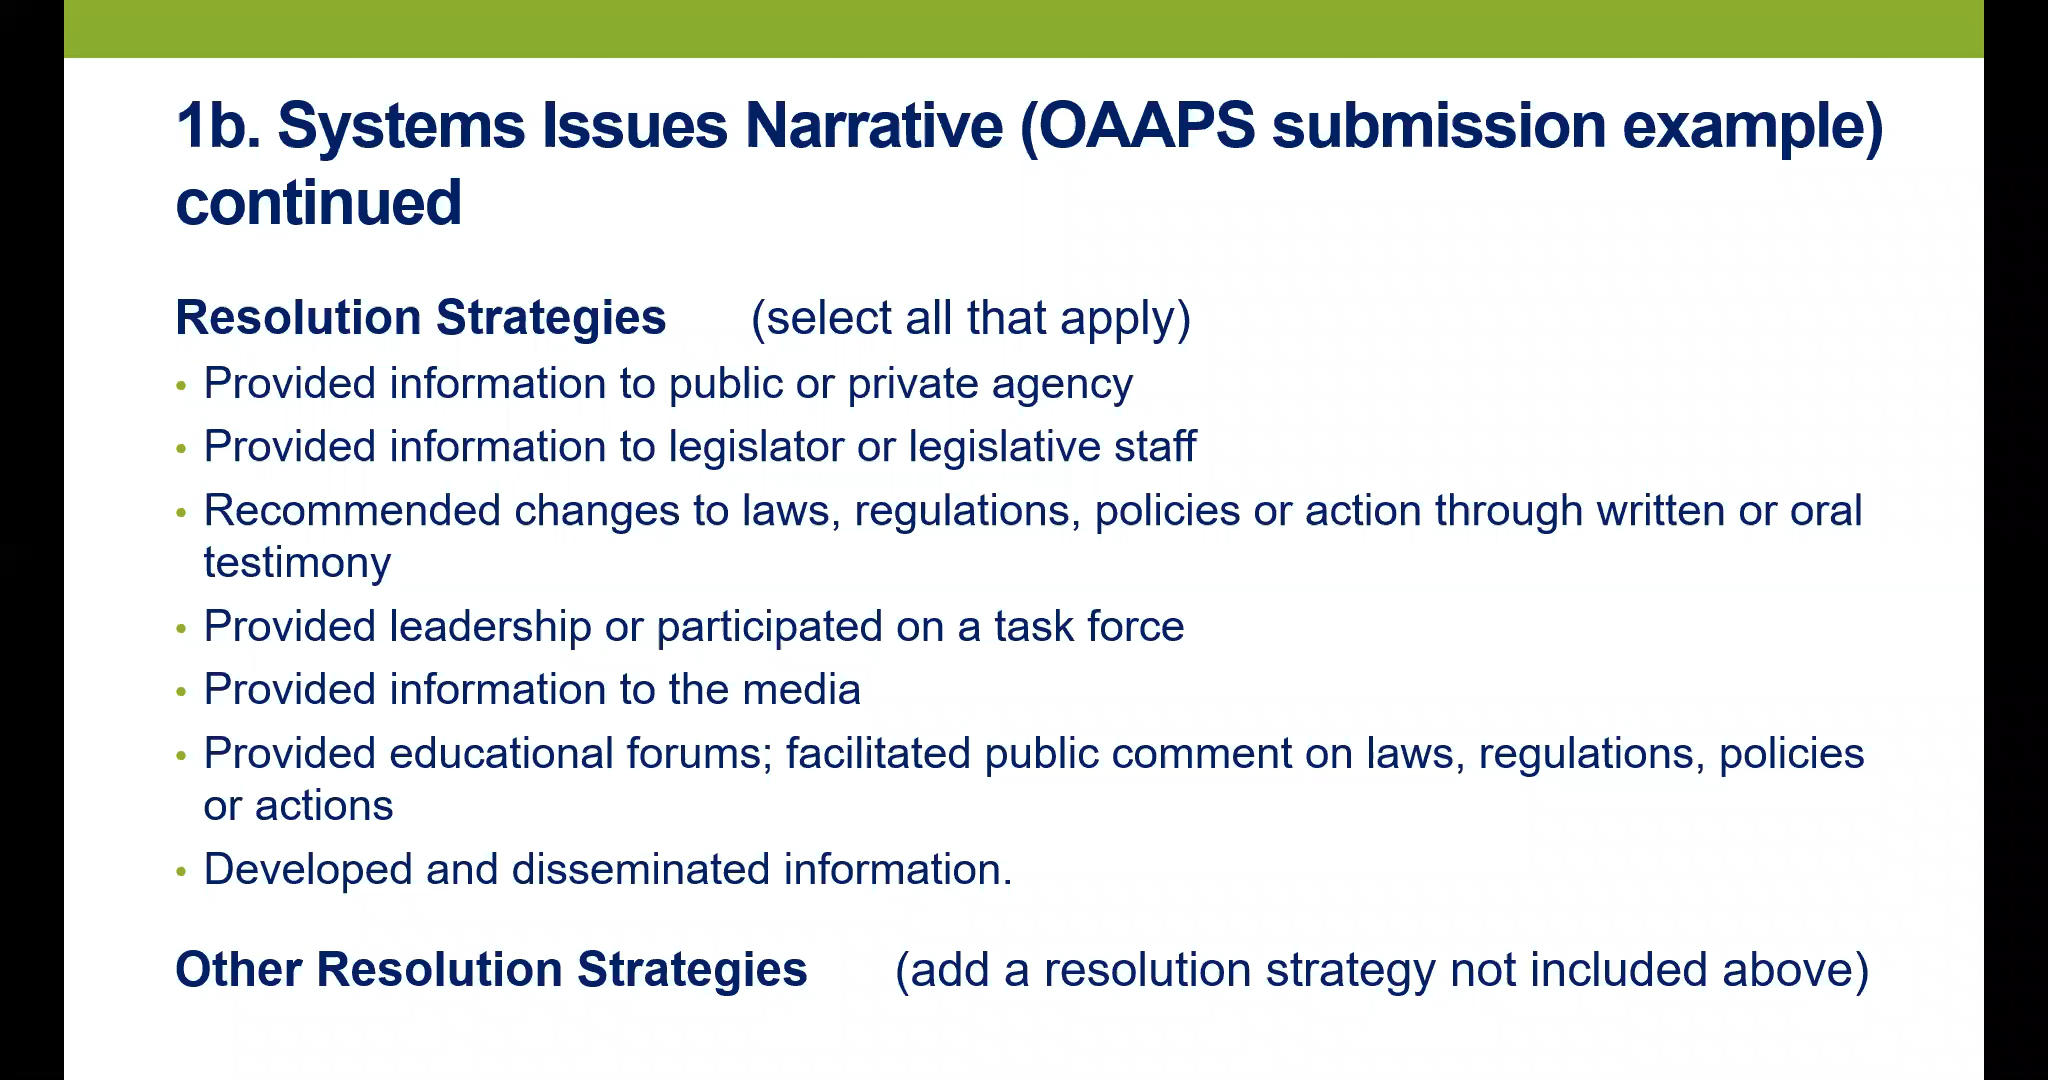 1b. Systems Issues Narrative (OAAPS submission example)
continued
Resolution Strategies (select all that apply)
• Provided information to public or private agency
• Provided information to legislator or legislative staff
• Recommended changes to laws, regulations, policies or action through written or oral
testimony
• Provided leadership or participated on a task force
• Provided information to the media
• Provided educational forums; facilitated public comment on laws, regulations, policies
or actions
• Developed and disseminated information.
Other Resolution Strategies (add a resolution strategy not included above)